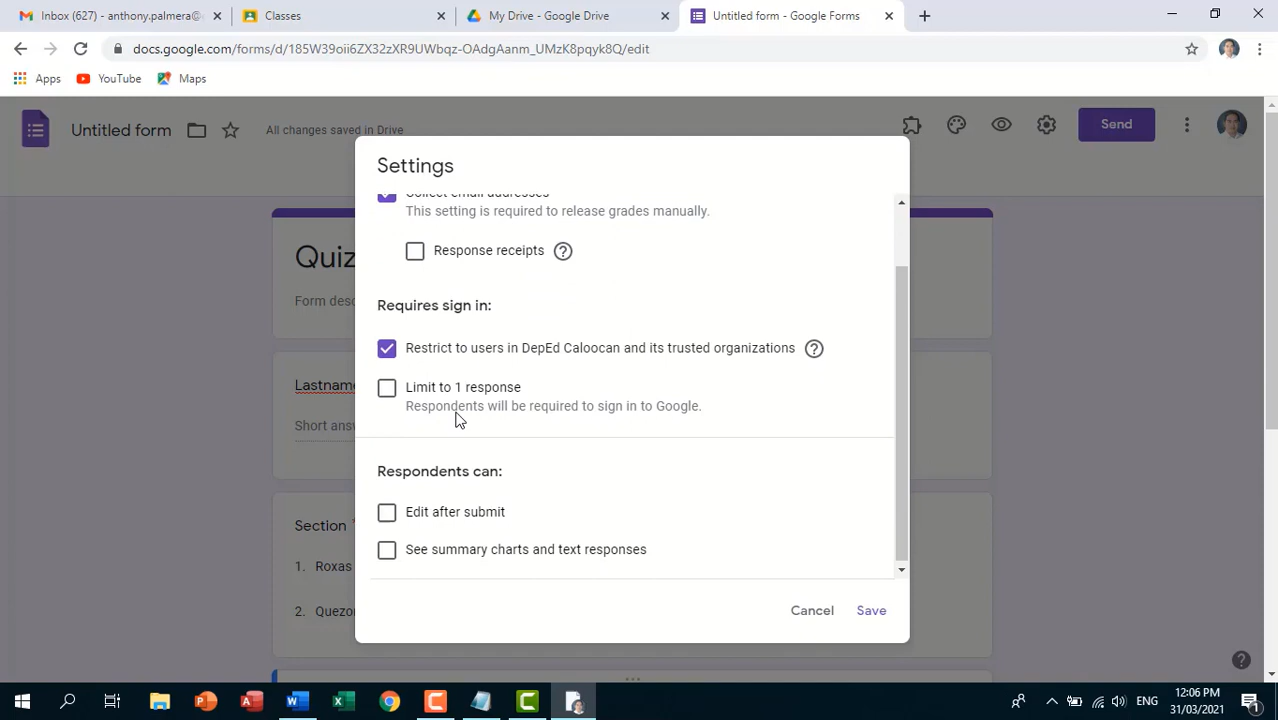 Inbox (627) - anthony.palmera@
Classes
My Drive - Google Drive
Untitled form - Google Forms
docs.google.com/forms/d/185W39oii6ZX32zXR9UWbqz-OAdgAanm_UMzK8pqyk8Q/edit
Apps
YouTube
Maps
Untitled form
All changes saved in Drive
Send
Settings
Collect email addresses
This setting is required to release grades manually.
Response receipts
Requires sign in:
Restrict to users in DepEd Caloocan and its trusted organizations
Limit to 1 response
Respondents will be required to sign in to Google.
Respondents can:
Edit after submit
See summary charts and text responses
Cancel
Save
Quiz
Form desc
Lastname
Short answ
Section *
1. Roxas
2. Quezon
ENG
12:06 PM
31/03/2021